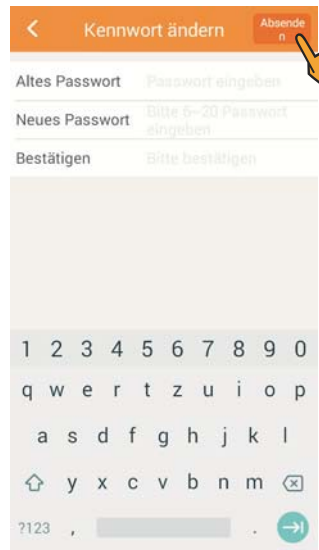 Kennwort ändern
Absende
n
Altes Passwort Passwort eingeben
Neues Passwort Bitte 6~20 Passwort
eingeben
Bestätigen Bitte bestätigen
1 2 3 4 5 6 7 8 9 0
q w e r t z u i o p
a s d f g h j k l
y x c v b n m
?123 , .